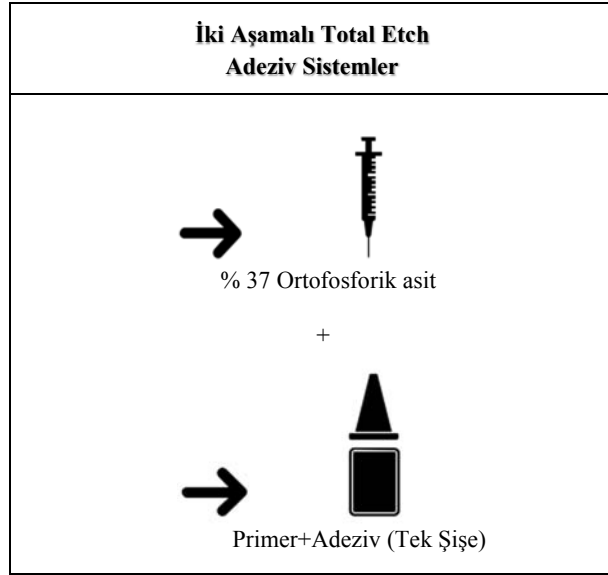 İki Aşamalı Total Etch
Adeziv Sistemler
% 37 Ortofosforik asit
+
Primer+Adeziv (Tek Şişe)